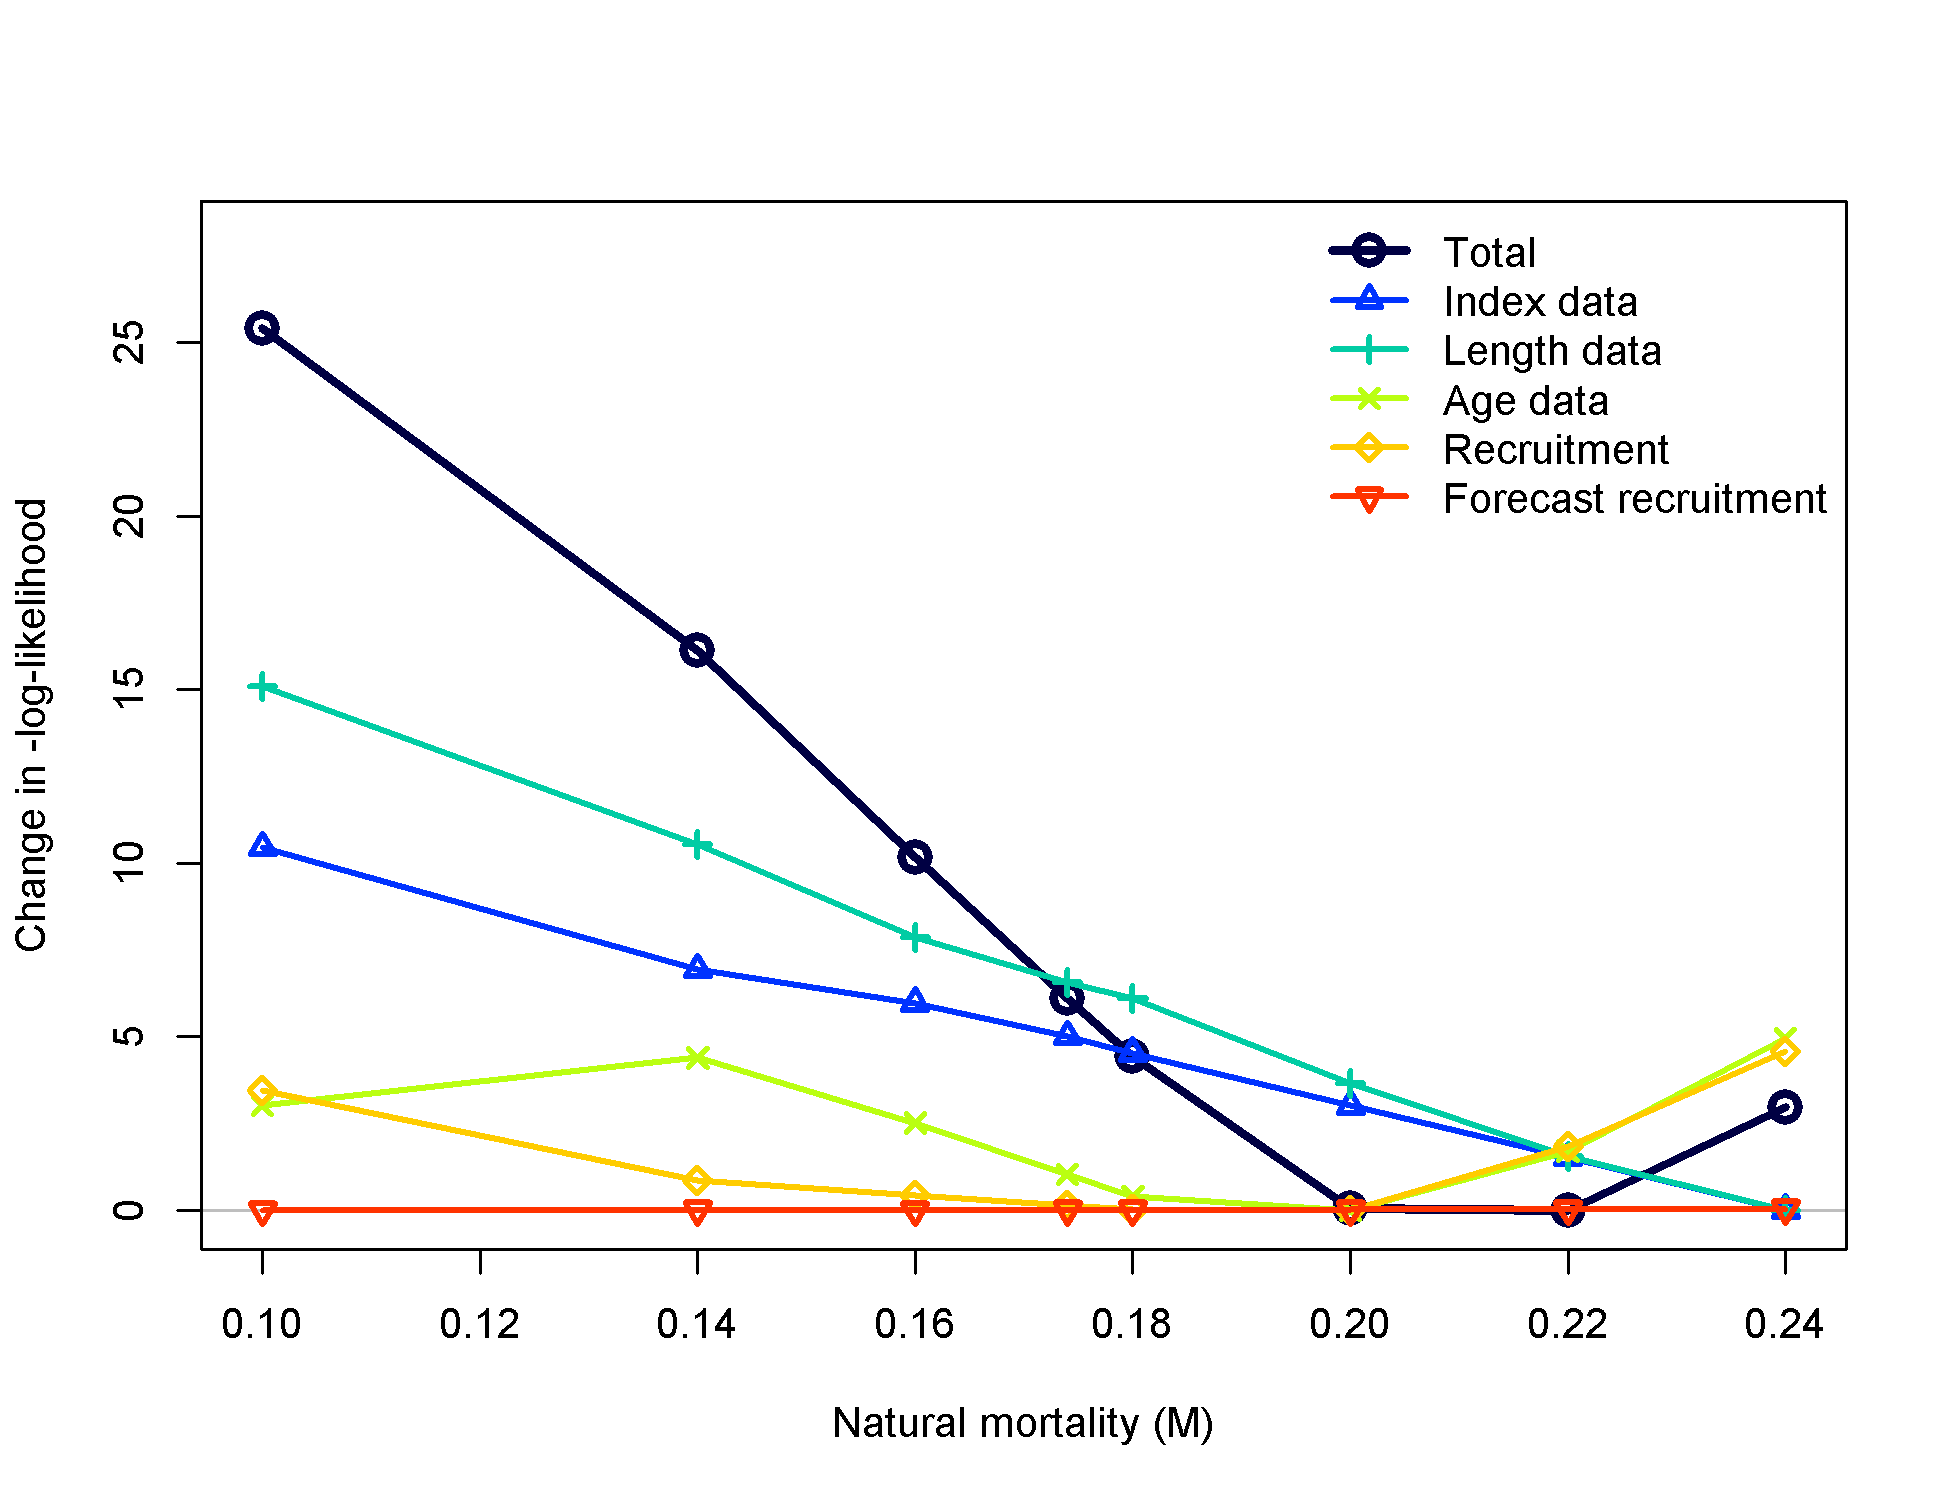 Total
Index data
Length data
Age data
Recruitment
Forecast recruitment
Change in -log-likelihood
25
20
15
10
5
0
0.10 0.12 0.14 0.16 0.18 0.20 0.22 0.24
Natural mortality (M)